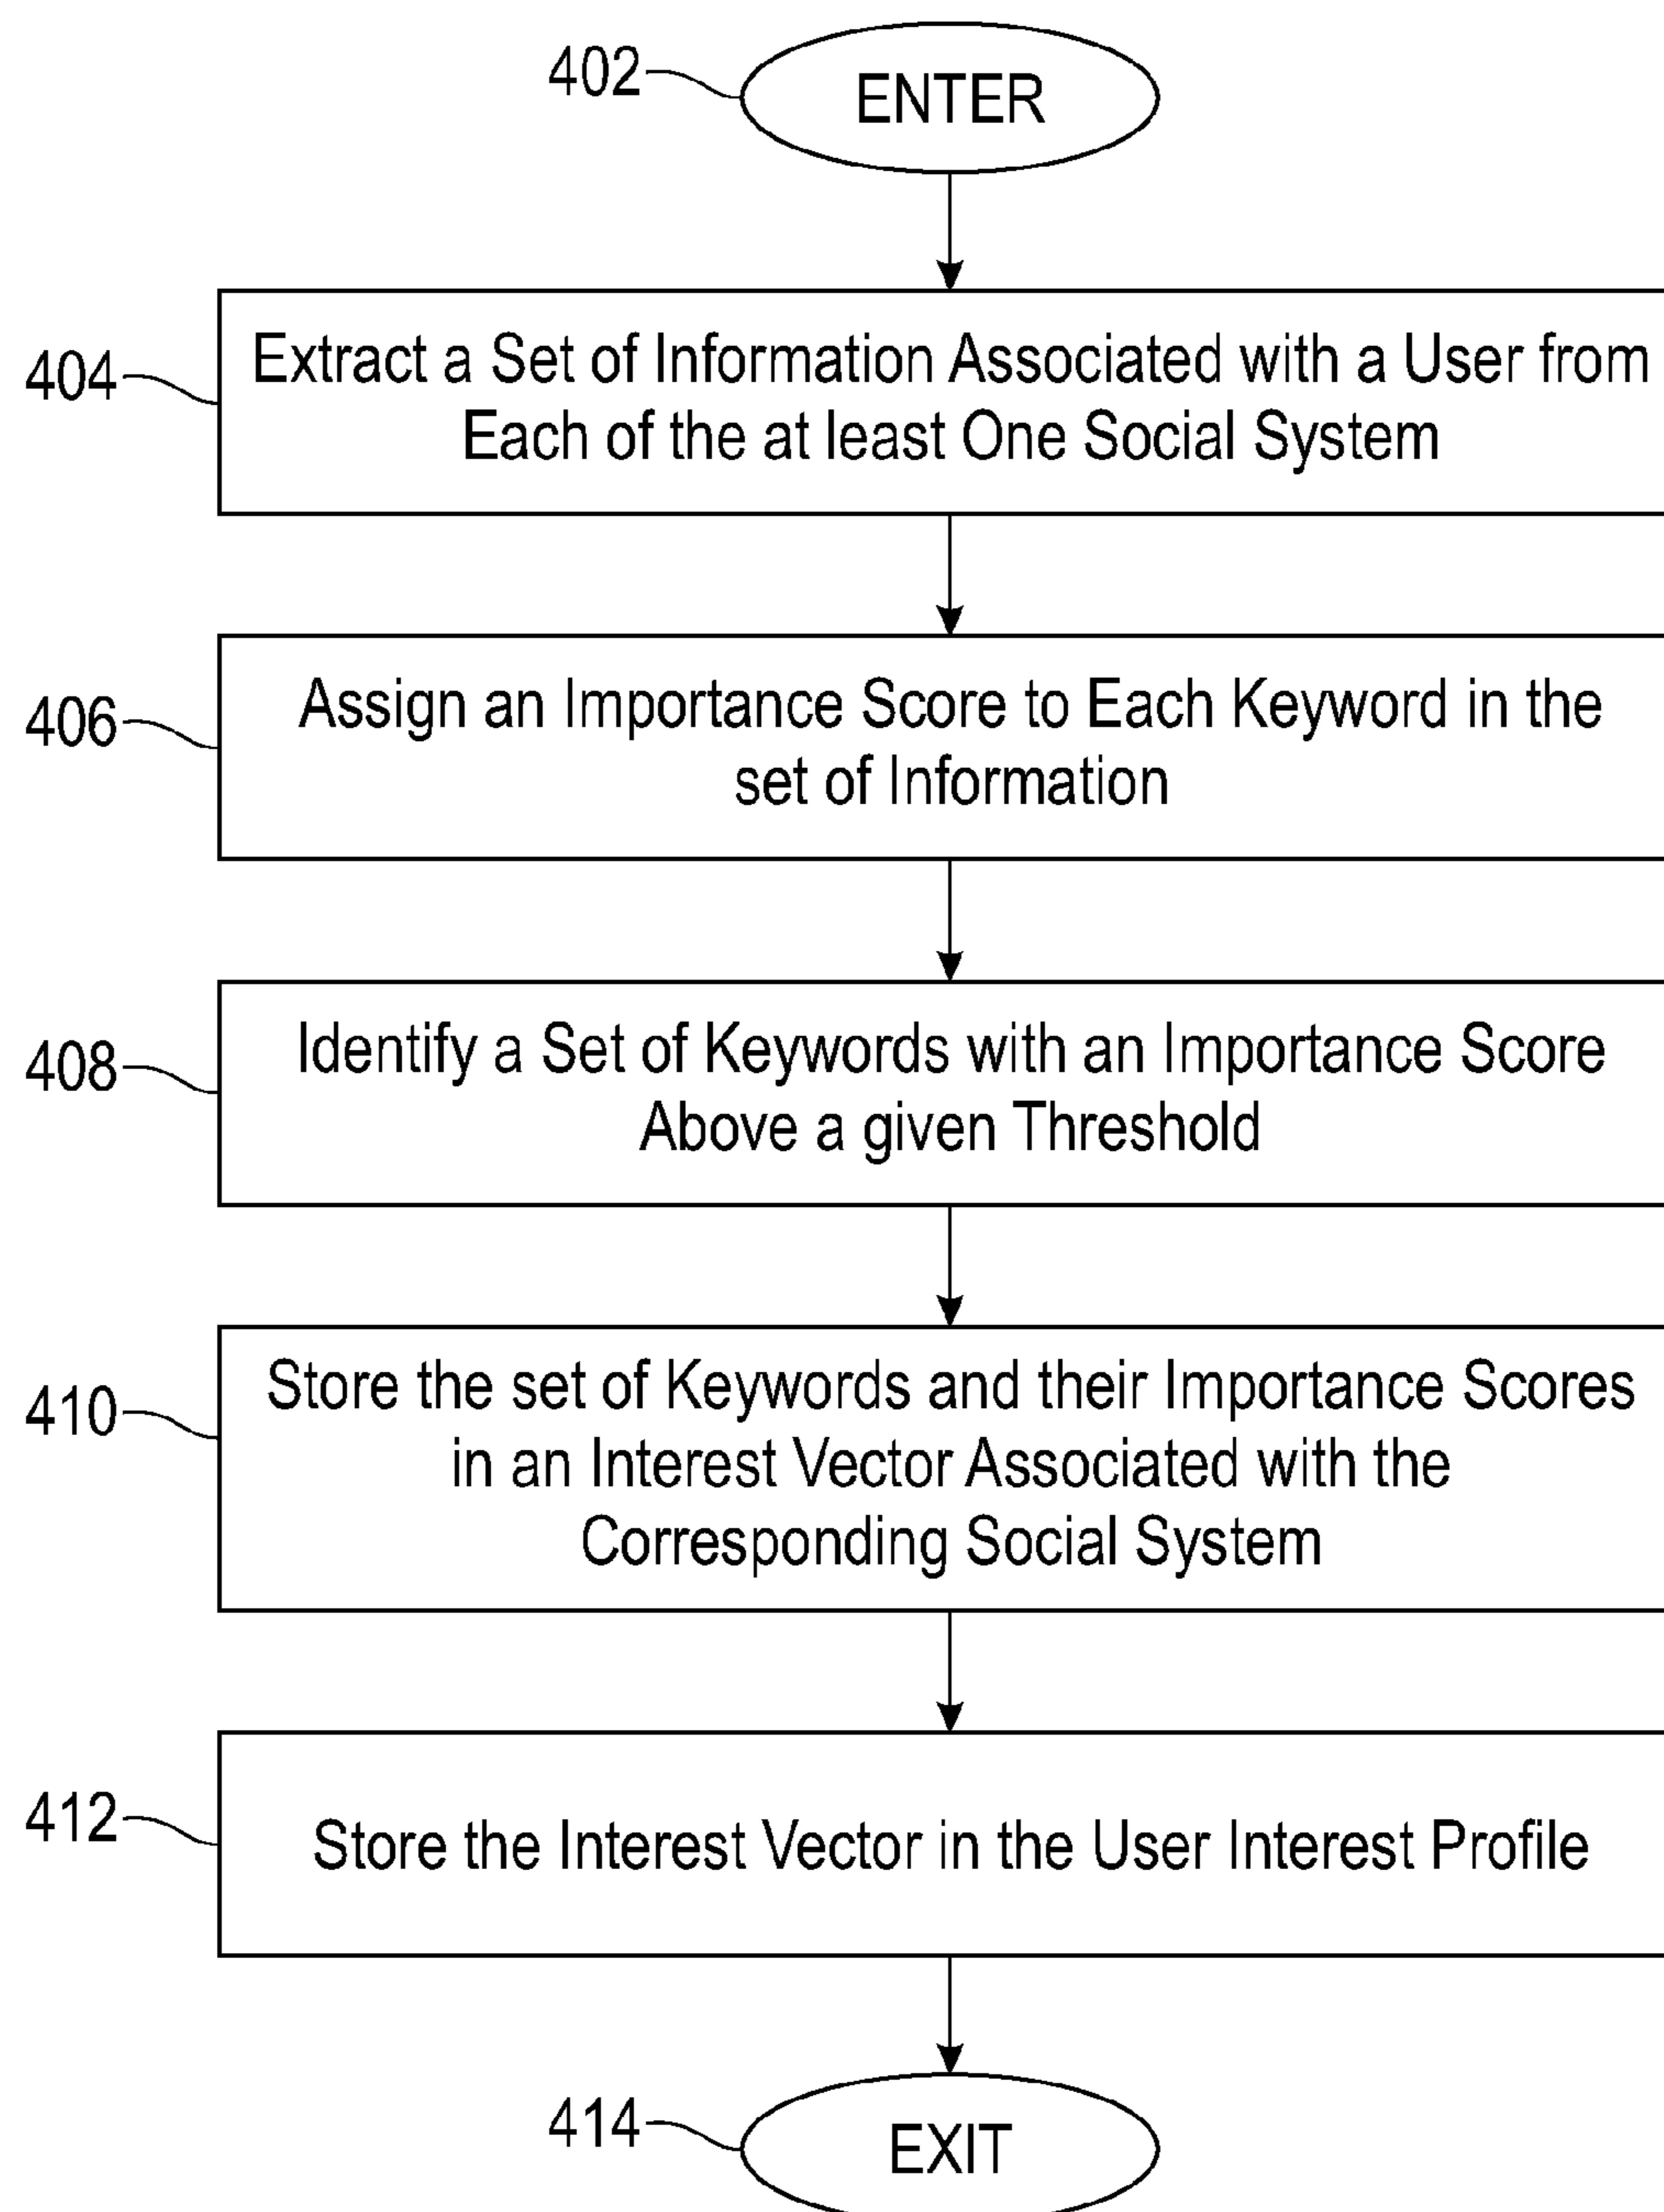 402
ENTER
404
Extract a Set of Information Associated with a User from
Each of the at least One Social System
406
Assign an Importance Score to Each Keyword in the
set of Information
408
Identify a Set of Keywords with an Importance Score
Above a given Threshold
410
Store the set of Keywords and their Importance Scores
in an Interest Vector Associated with the
Corresponding Social System
412
Store the Interest Vector in the User Interest Profile
414
EXIT